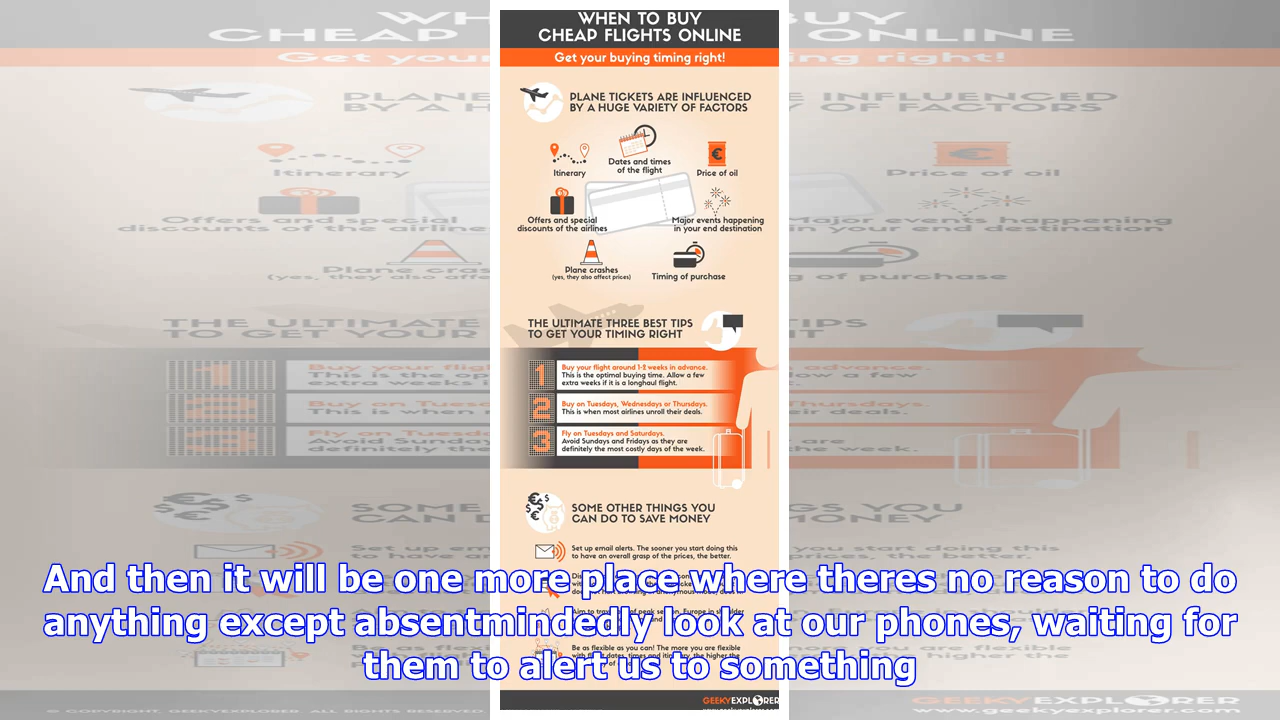 WHEN TO BUY
CHEAP FLIGHTS ONLINE
Get your buying timing right!
PLANE TICKETS ARE INFLUENCED
BY A HUGE VARIETY OF FACTORS
Itinerary
Dates and times
of the flight
Price of oil
Offers and special
discounts of the airlines
Major events happening
in your end destination
Plane crashes
(yes, they also affect prices)
Timing of purchase
THE ULTIMATE THREE BEST TIPS
TO GET YOUR TIMING RIGHT
1
Buy your flight around 1-2 weeks in advance.
This is the optimal buying time. Allow a few
extra weeks if it is a longhaul flight.
2
Buy on Tuesdays, Wednesdays or Thursdays.
This is when most airlines unroll their deals.
3
Fly on Tuesdays and Saturdays.
Avoid Sundays and Fridays as they are
definitely the most costly days of the week.
SOME OTHER THINGS YOU
CAN DO TO SAVE MONEY
Set up email alerts. The sooner you start doing this
to have an overall grasp of the prices, the better.
Be as flexible as you can! The more you are flexible
And then it will be one more place where theres no reason to do
anything except absentmindedly look at our phones, waiting for
them to alert us to something
GEEKYEXPLORER